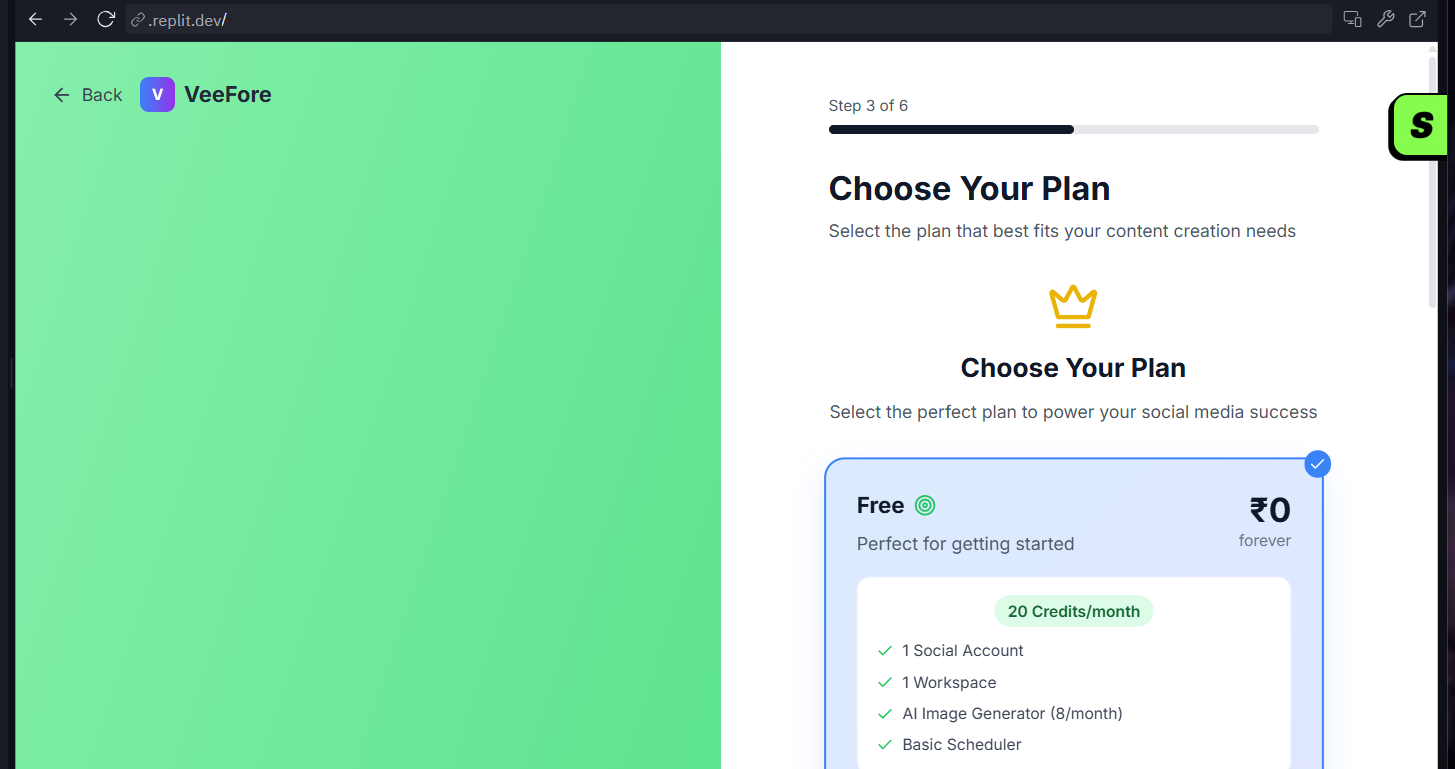 .replit.dev/
Back V VeeFore
Step 3 of 6
S
Choose Your Plan
Select the plan that best fits your content creation needs
Choose Your Plan
Select the perfect plan to power your social media success
Free ₹0
Perfect for getting started forever
20 Credits/month
1 Social Account
1 Workspace
AI Image Generator (8/month)
Basic Scheduler